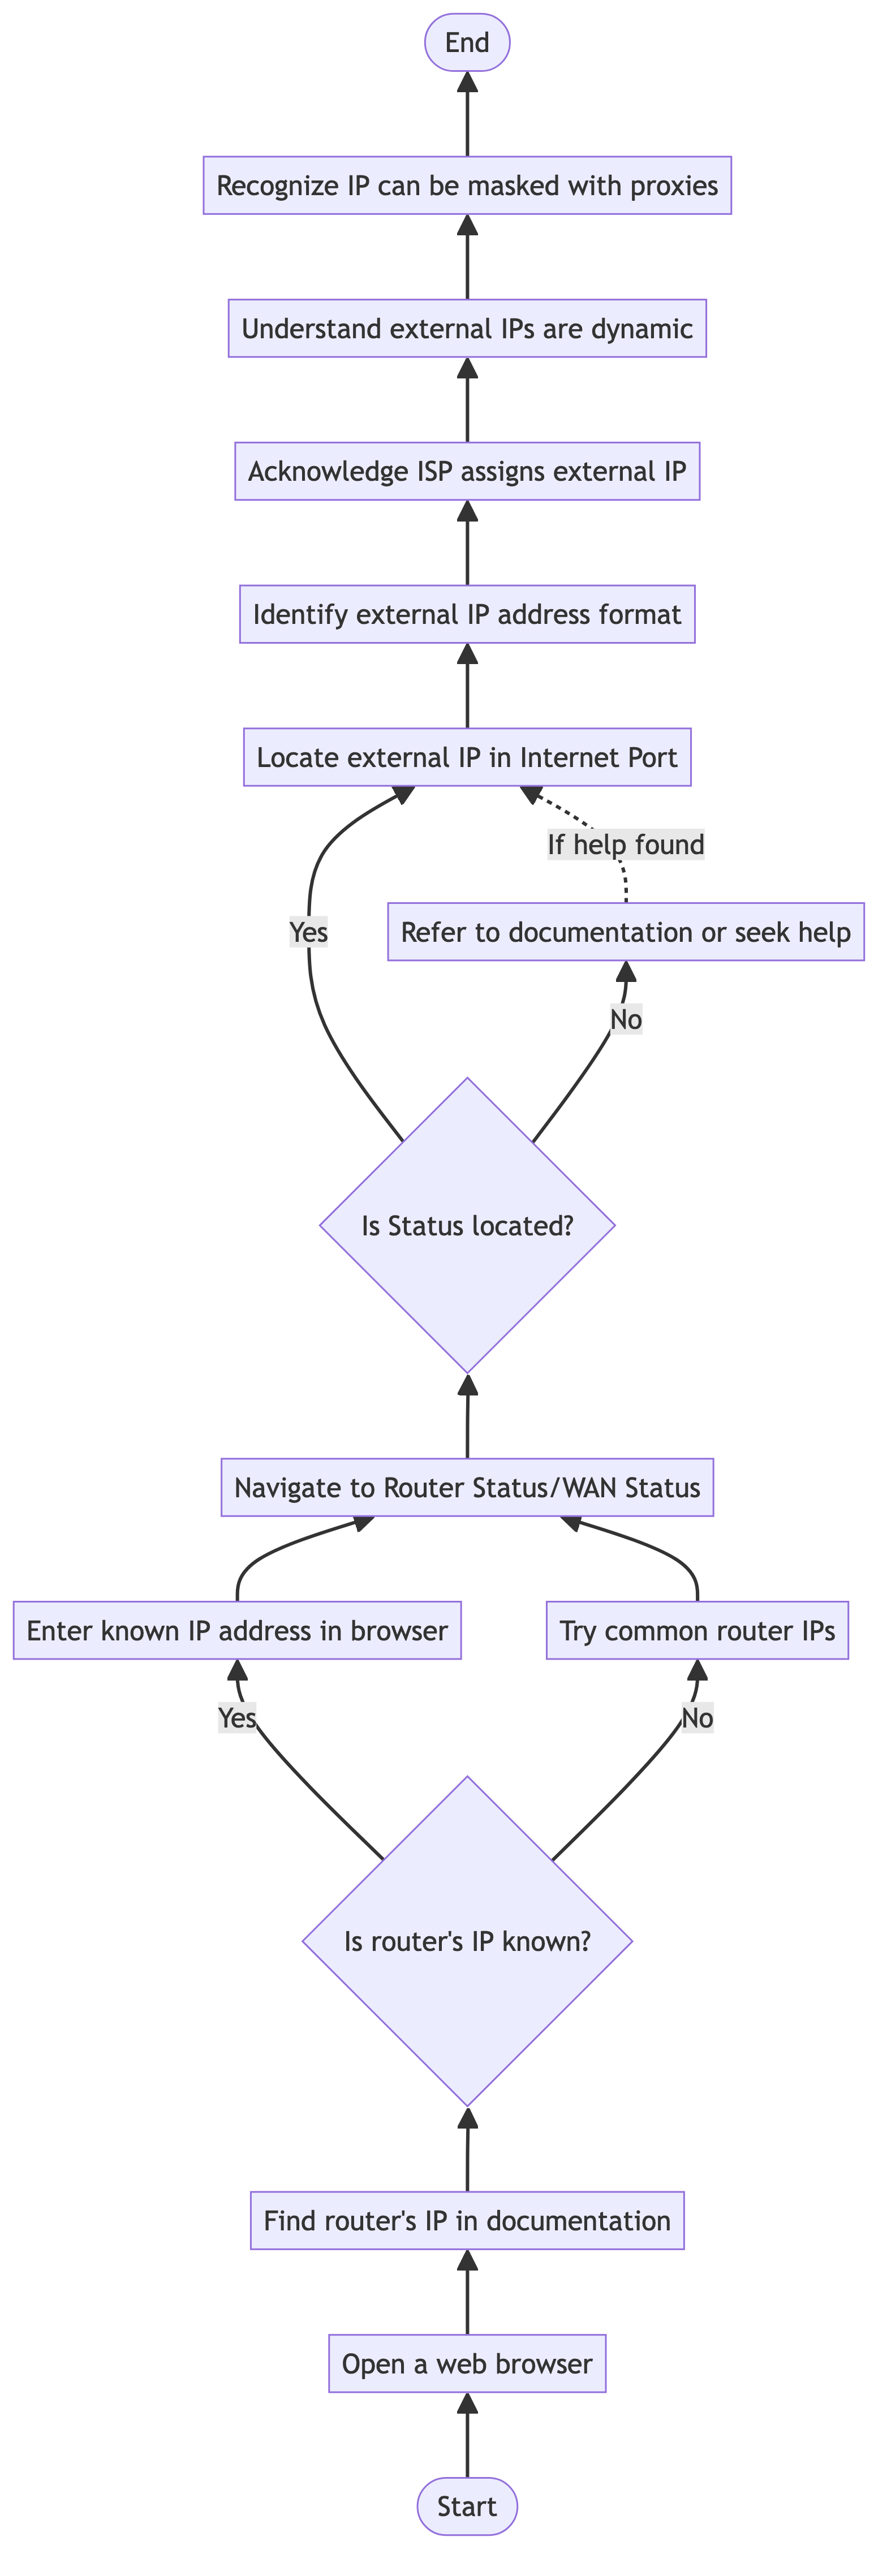 End
Recognize IP can be masked with proxies
Understand external IPs are dynamic
Acknowledge ISP assigns external IP
Identify external IP address format
Locate external IP in Internet Port
If help found
Yes
Refer to documentation or seek help
No
Is Status located?
Navigate to Router Status/WAN Status
Enter known IP address in browser
Try common router IPs
Yes
No
Is router's IP known?
Find router's IP in documentation
Open a web browser
Start